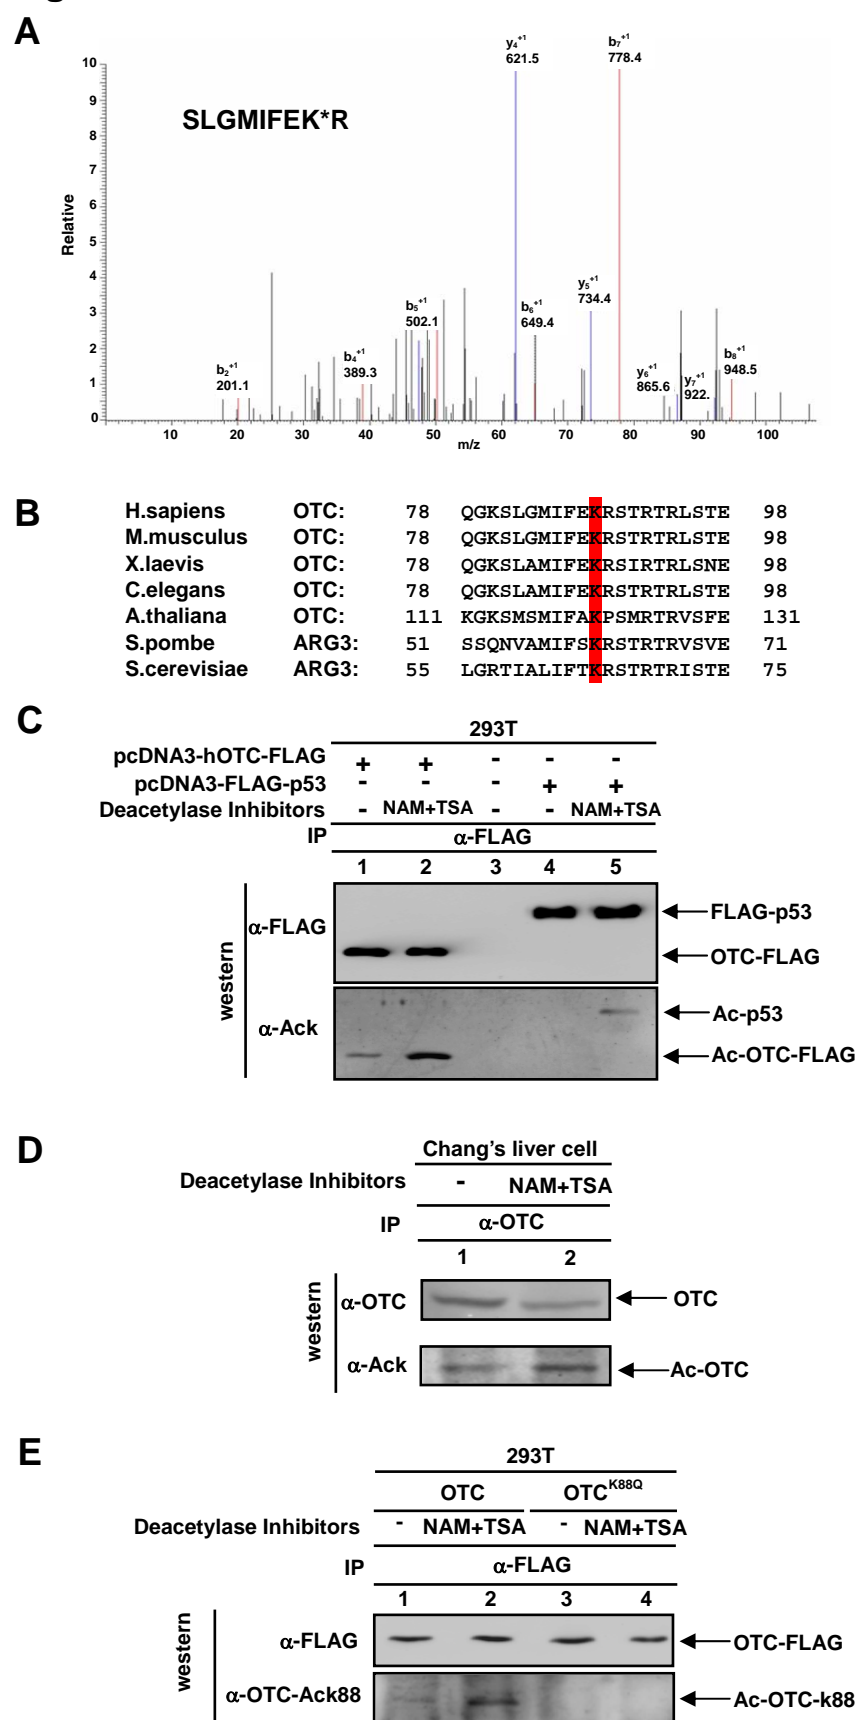 A
y4+1
621.5
b7+1
778.4
10
9
8
7
6
5
4
3
2
1
0
Relative
SLGMIFEK*R
b2+1
201.1
b4+1
389.3
b5+1
502.1
b6+1
649.4
y5+1
734.4
y6+1
865.6
y7+1
922.
b8+1
948.5
10 20 30 40 50 60 70 80 90 100
m/z
B
H.sapiens OTC: 78 QGKSLGMIFEKRSTRTRLSTE 98
M.musculus OTC: 78 QGKSLGMIFEKRSTRTRLSTE 98
X.laevis OTC: 78 QGKSLAMIFEKRSIRTRLSNE 98
C.elegans OTC: 78 QGKSLAMIFEKRSTRTRLSTE 98
A.thaliana OTC: 111 KGKSMSMIFAKPSMRTRVSFE 131
S.pombe ARG3: 51 SSQNVAMIFSKRSTRTRVSVE 71
S.cerevisiae ARG3: 55 LGRTIALIFTKRSTRTRISTE 75
C
293T
pcDNA3-hOTC-FLAG + + - - -
pcDNA3-FLAG-p53 - - - + +
Deacetylase Inhibitors - NAM+TSA - - NAM+TSA
IP α-FLAG
1 2 3 4 5
western
α-FLAG
FLAG-p53
OTC-FLAG
α-Ack
Ac-p53
Ac-OTC-FLAG
D
Chang's liver cell
Deacetylase Inhibitors - NAM+TSA
IP α-OTC
1 2
western
α-OTC OTC
α-Ack Ac-OTC
E
293T
OTC OTCK88Q
Deacetylase Inhibitors - NAM+TSA - NAM+TSA
IP α-FLAG
1 2 3 4
western
α-FLAG OTC-FLAG
α-OTC-Ack88 Ac-OTC-k88